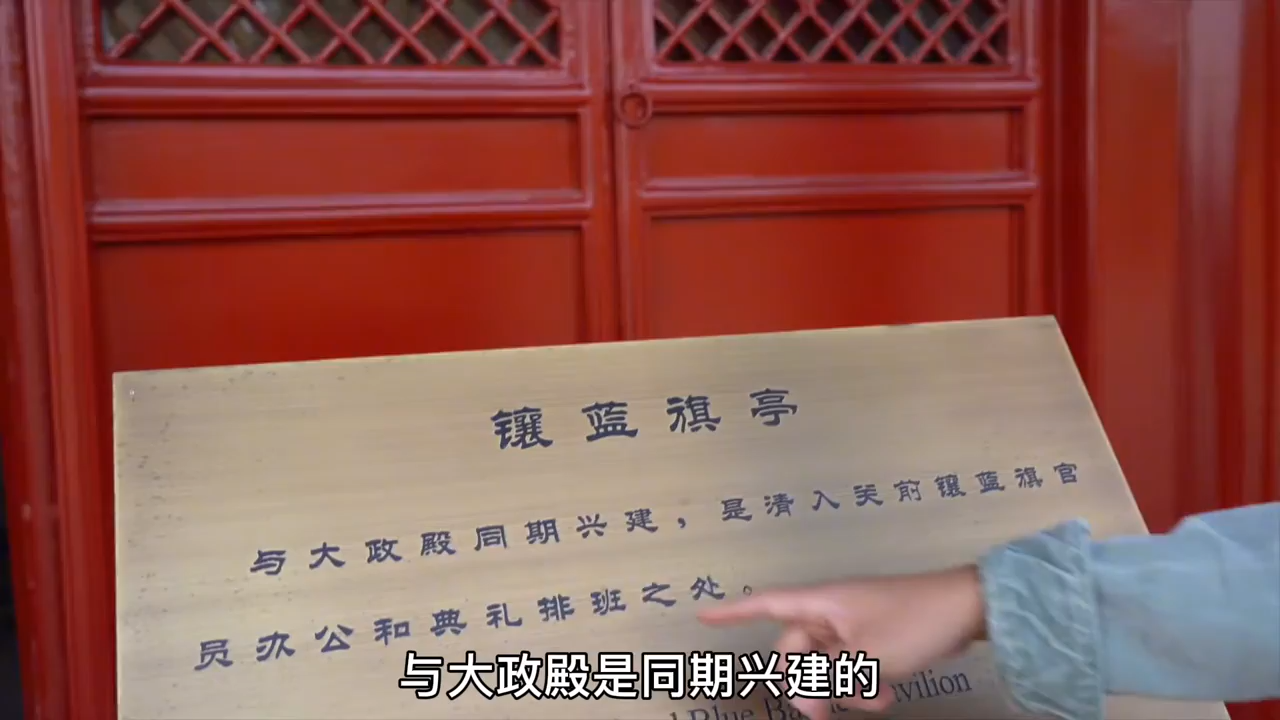 镶蓝旗亭
与大政殿同期兴建，是清入关前镶蓝旗官
员办公和典礼排班之处。
与大政殿是同期兴建的
Blue